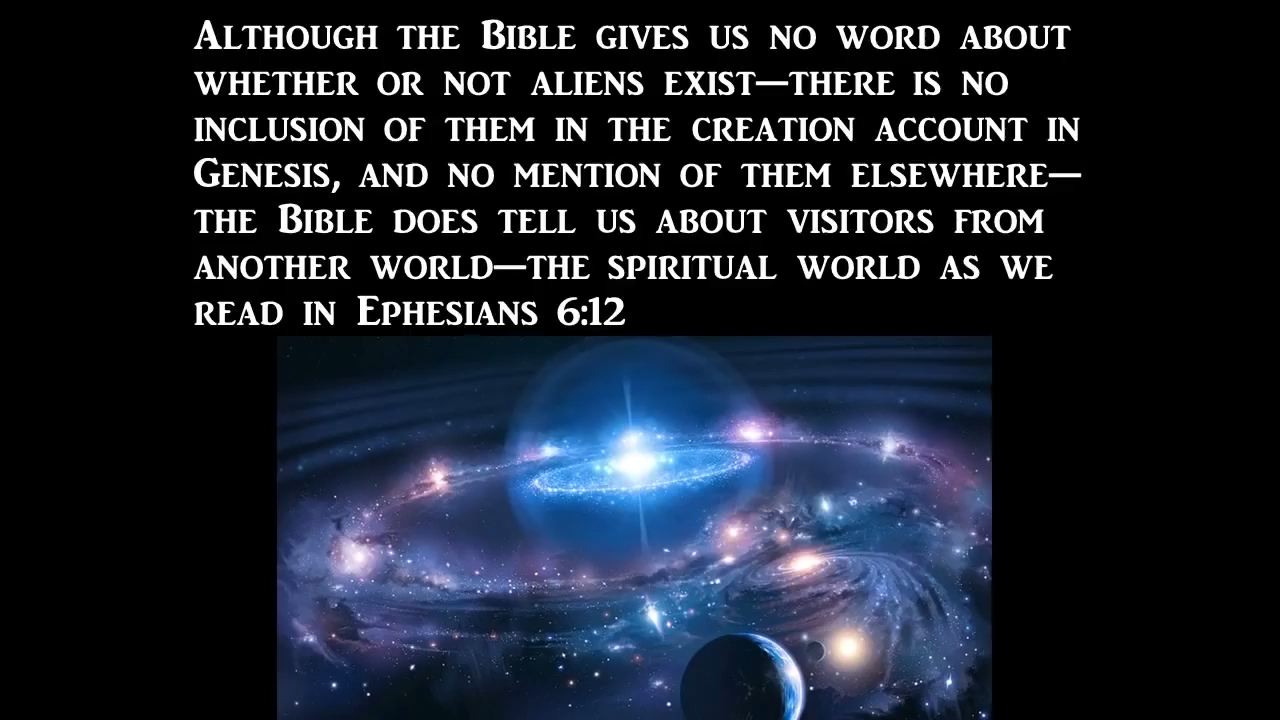 Although the Bible gives us no word about
whether or not aliens exist—there is no
inclusion of them in the creation account in
Genesis, and no mention of them elsewhere—
the Bible does tell us about visitors from
another world—the spiritual world as we
read in Ephesians 6:12